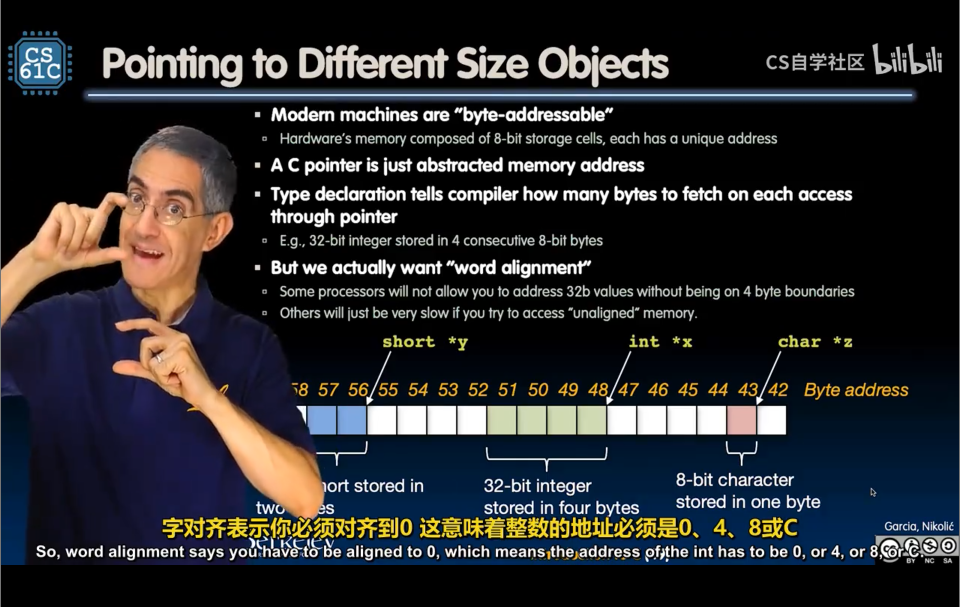 CS
61C
Pointing to Different Size Objects
CS自学社区 bilibili
▪ Modern machines are "byte-addressable"
▫ Hardware's memory composed of 8-bit storage cells, each has a unique address
▪ A C pointer is just abstracted memory address
▪ Type declaration tells compiler how many bytes to fetch on each access
through pointer
▫ E.g., 32-bit integer stored in 4 consecutive 8-bit bytes
▪ But we actually want "word alignment"
▫ Some processors will not allow you to address 32b values without being on 4 byte boundaries
▫ Others will just be very slow if you try to access "unaligned" memory.
short *y int *x char *z
58 57 56 55 54 53 52 51 50 49 48 47 46 45 44 43 42 Byte address
short stored in
two bytes
32-bit integer
stored in four bytes
8-bit character
stored in one byte
字对齐表示你必须对齐到0 这意味着整数的地址必须是0、4、8或C
Garcia, Nikolić
Berkeley
So, word alignment says you have to be aligned to 0, which means the address of the int has to be 0, or 4, or 8, or C.
BY NC SA